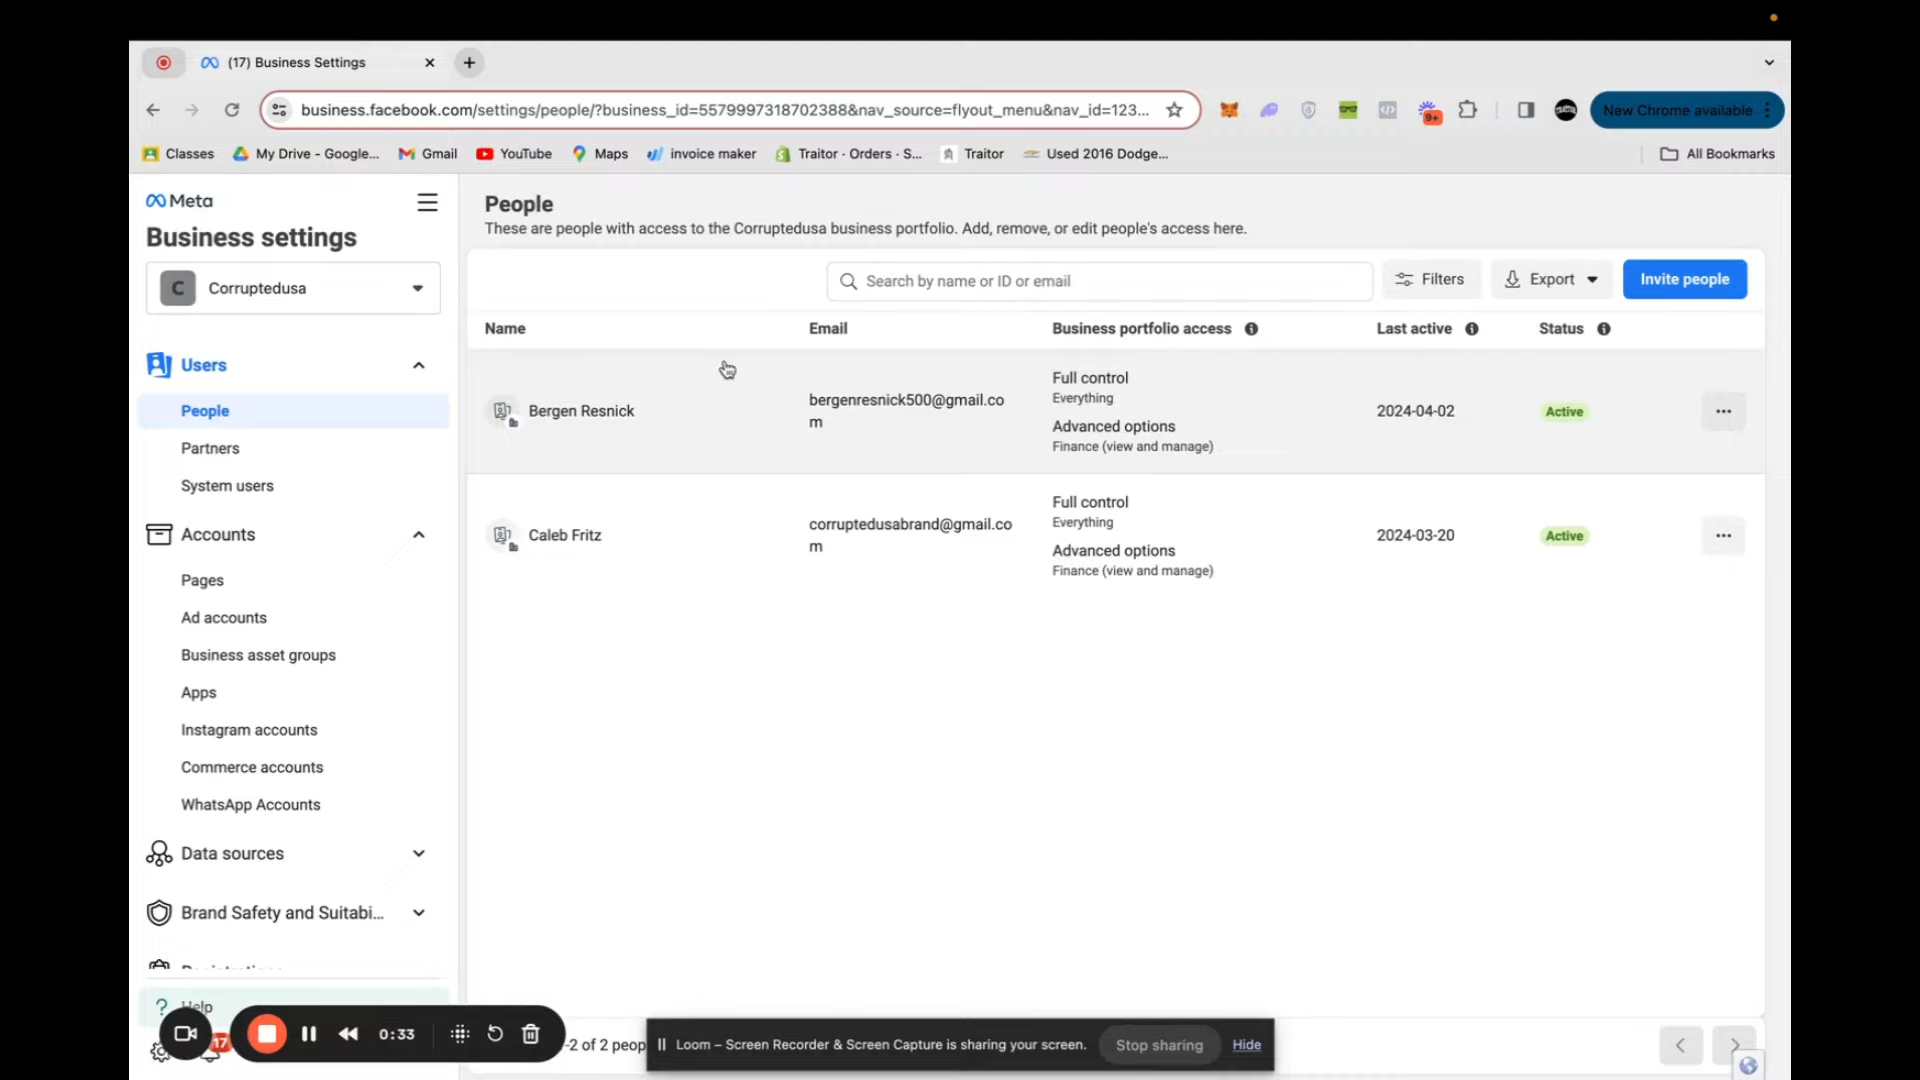 (17) Business Settings
business.facebook.com/settings/people/?business_id=5579997318702388&nav_source=flyout_menu&nav_id=123...
9+
New Chrome available
Classes
My Drive - Google...
Gmail
YouTube
Maps
invoice maker
Traitor · Orders · S...
Traitor
Used 2016 Dodge...
All Bookmarks
Meta
Business settings
C Corruptedusa
Users
People
Partners
System users
Accounts
Pages
Ad accounts
Business asset groups
Apps
Instagram accounts
Commerce accounts
WhatsApp Accounts
Data sources
Brand Safety and Suitabi...
Help
17
0:33
People
These are people with access to the Corruptedusa business portfolio. Add, remove, or edit people's access here.
Search by name or ID or email
Filters
Export
Invite people
Name Email Business portfolio access Last active Status
Bergen Resnick
bergenresnick500@gmail.co
m
Full control
Everything
Advanced options
Finance (view and manage)
2024-04-02
Active
Caleb Fritz
corruptedusabrand@gmail.co
m
Full control
Everything
Advanced options
Finance (view and manage)
2024-03-20
Active
-2 of 2 peop
Loom – Screen Recorder & Screen Capture is sharing your screen.
Stop sharing
Hide